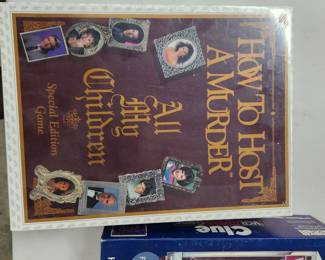 How To Host
A Murder
All
My
Children
Special Edition
Game
Clue